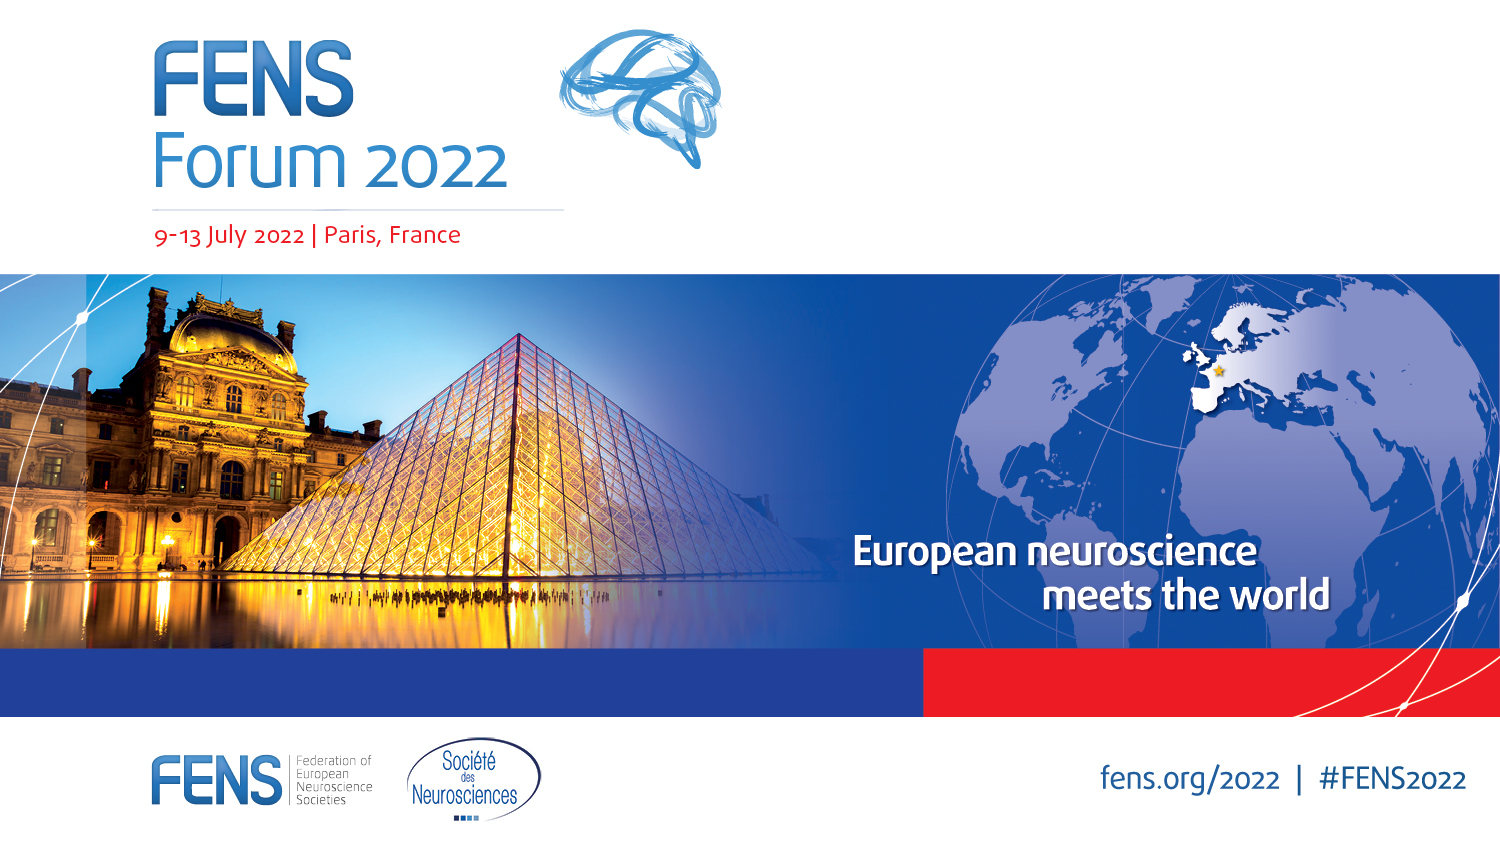 FENS
Forum 2022
9-13 July 2022 | Paris, France
European neuroscience
meets the world
FENS
Federation of
European
Neuroscience
Societies
Société
des
Neurosciences
fens.org/2022 | #FENS2022